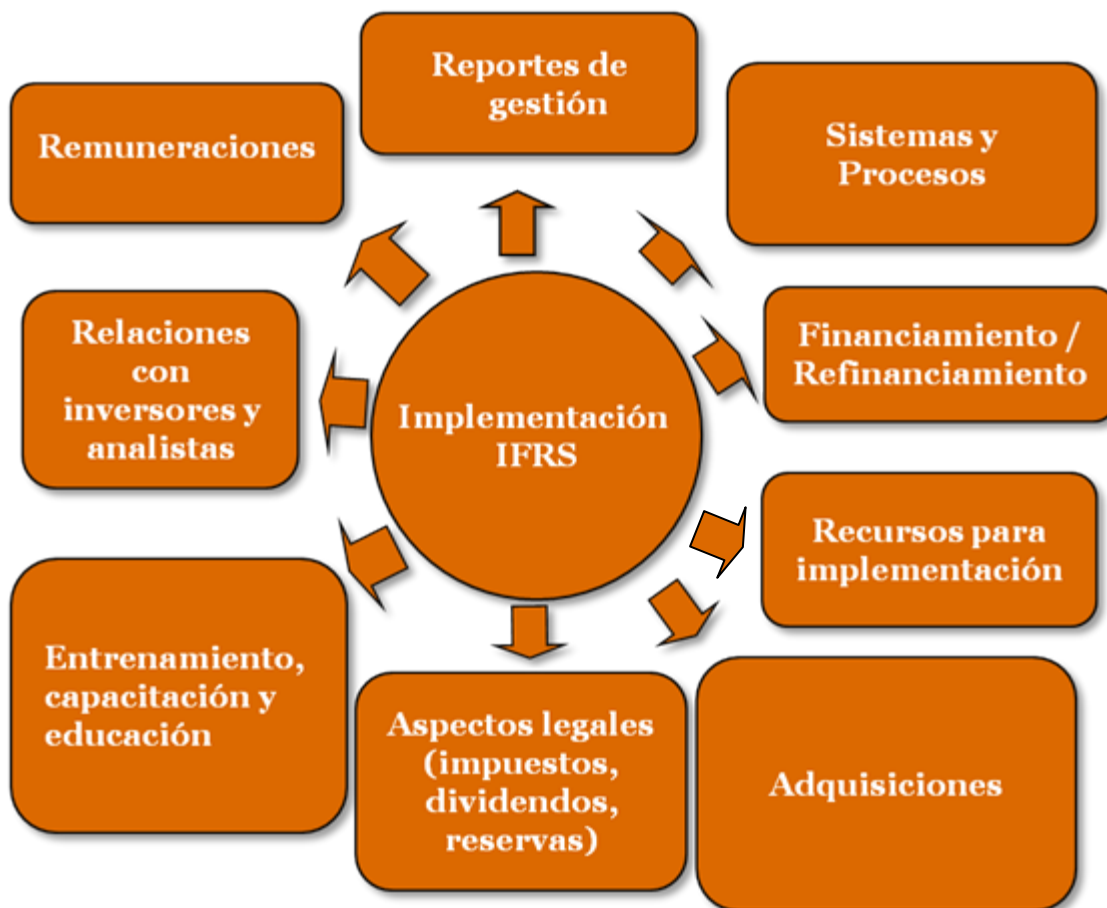 Reportes de
gestión
Remuneraciones
Sistemas y
Procesos
Relaciones
con
inversores y
analistas
Implementación
IFRS
Financiamiento /
Refinanciamiento
Recursos para
implementación
Entrenamiento,
capacitación y
educación
Aspectos legales
(impuestos,
dividendos,
reservas)
Adquisiciones